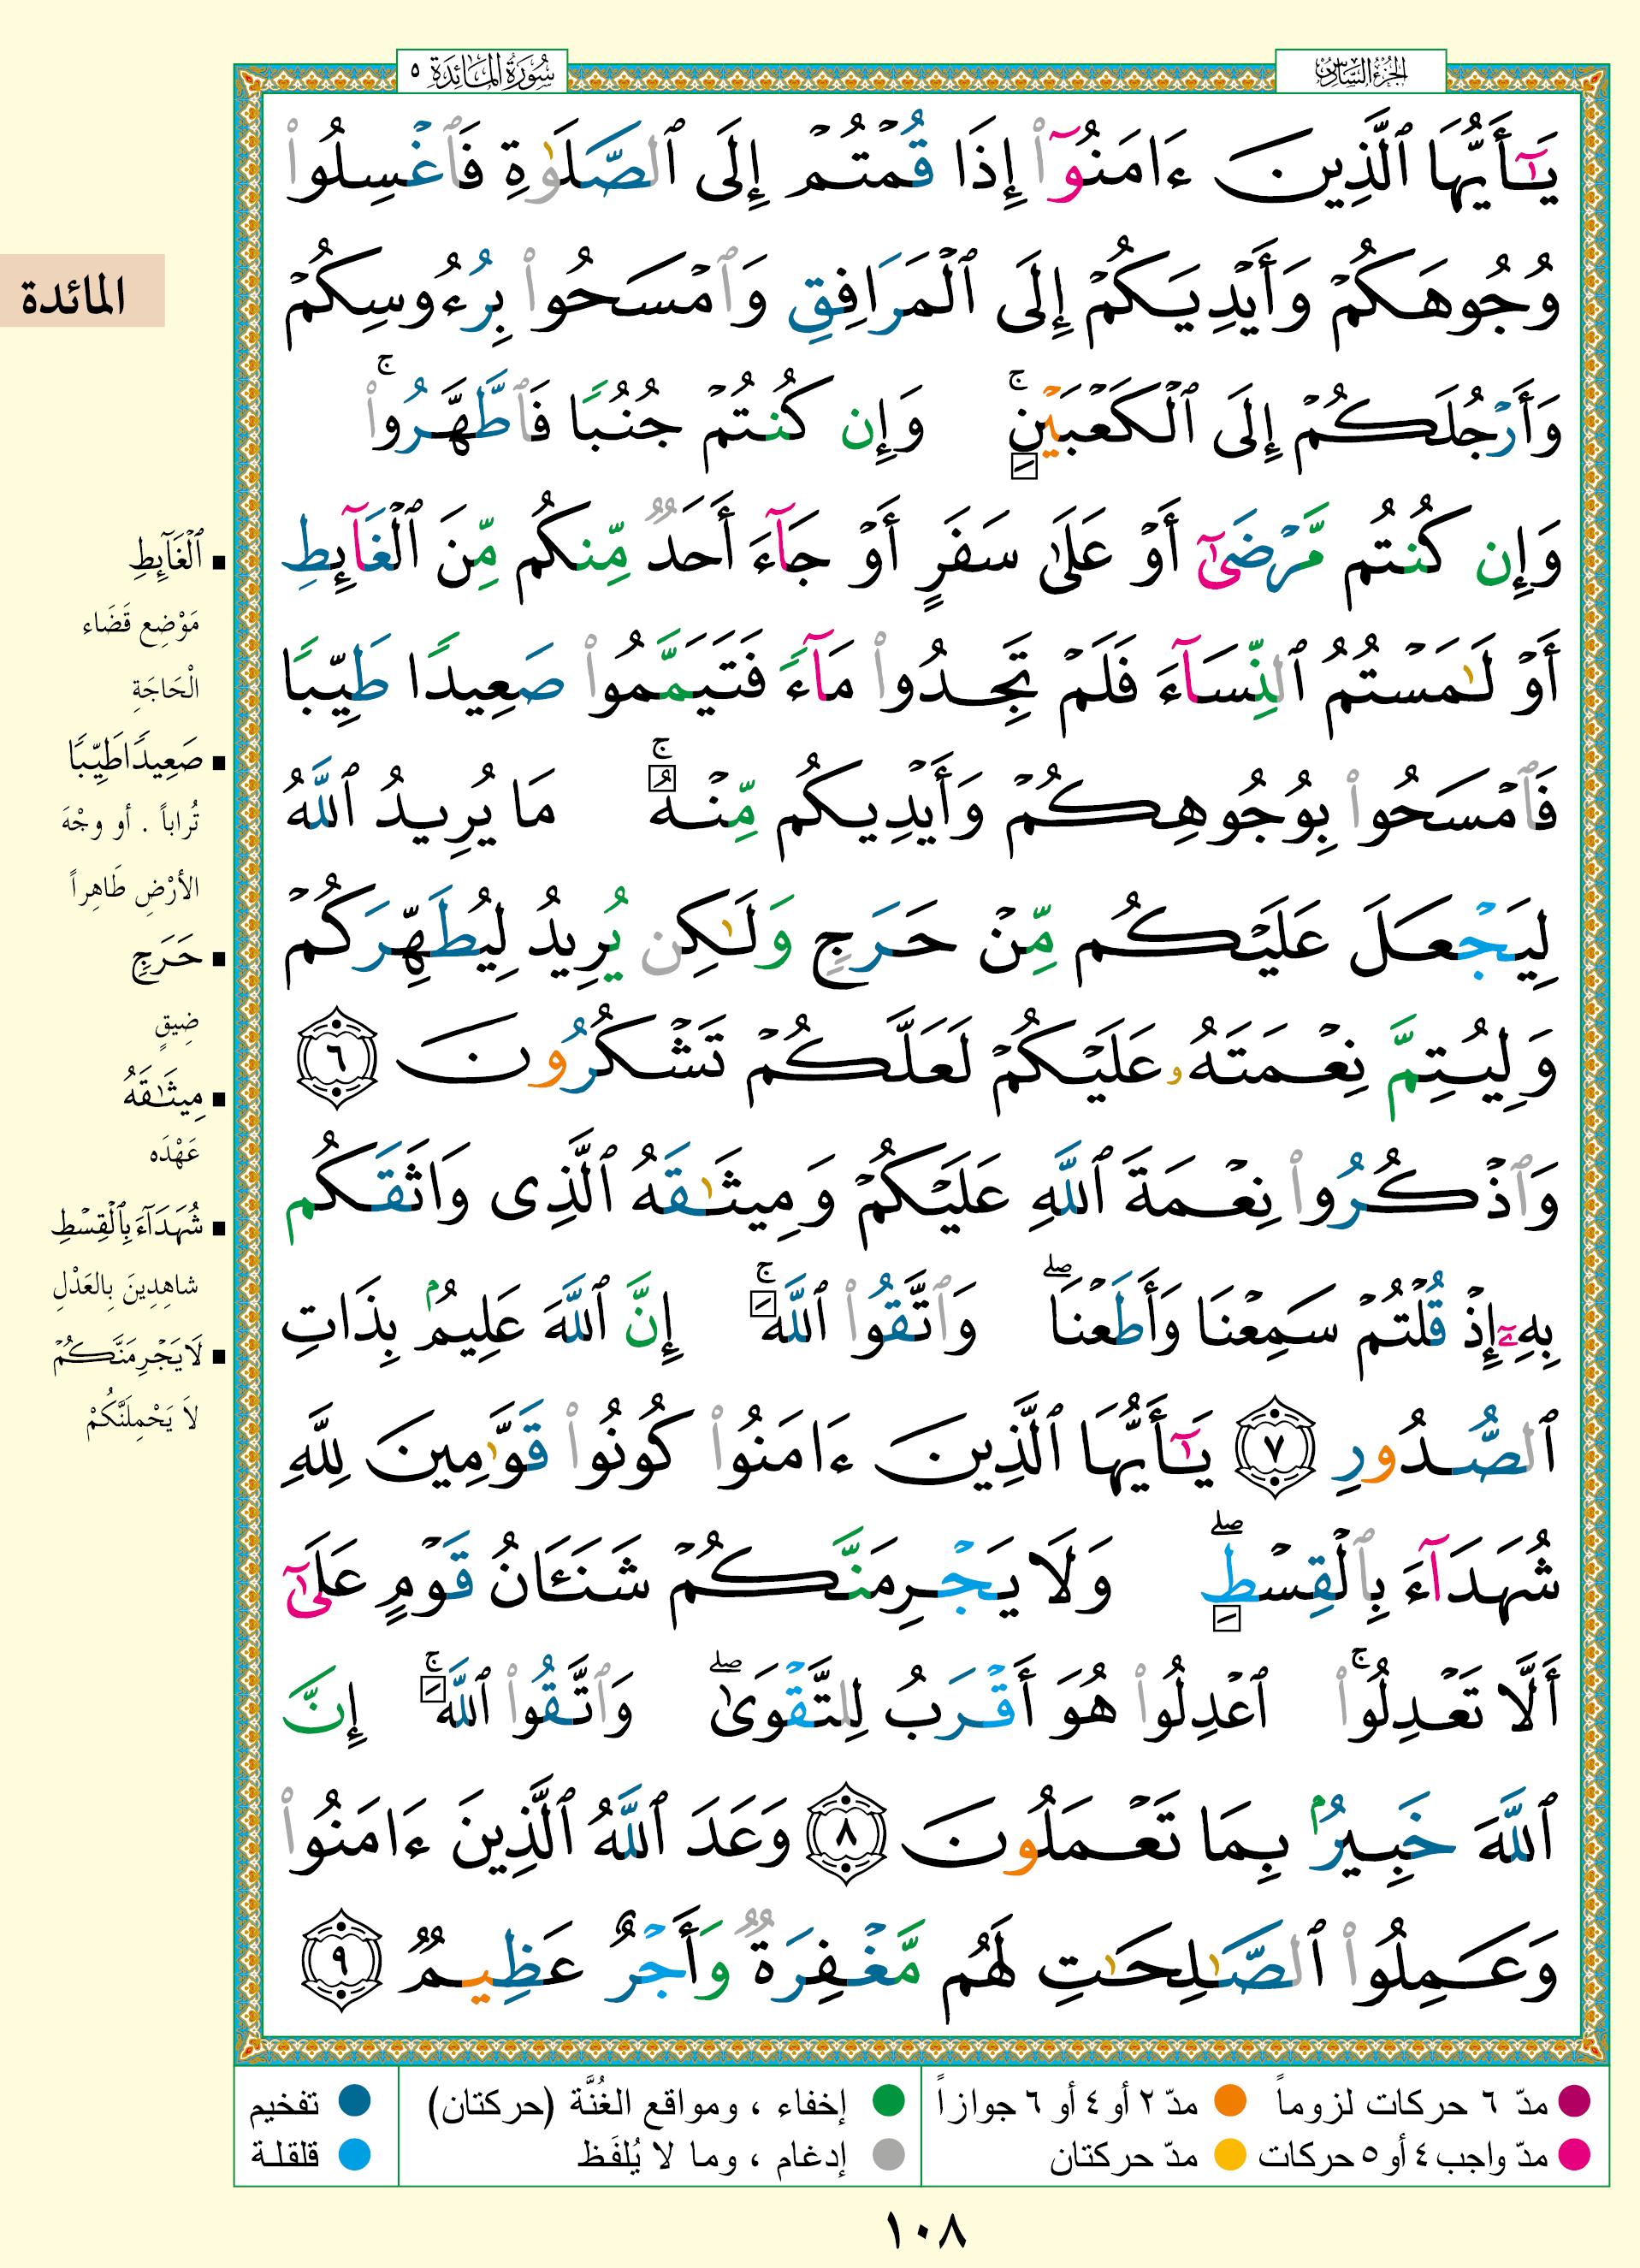 الجزء السادس
سورة المائدة ٥
يَـٰٓأَيُّهَا ٱلَّذِينَ ءَامَنُوٓا۟ إِذَا قُمْتُمْ إِلَى ٱلصَّلَوٰةِ فَٱغْسِلُوا۟
وُجُوهَكُمْ وَأَيْدِيَكُمْ إِلَى ٱلْمَرَافِقِ وَٱمْسَحُوا۟ بِرُءُوسِكُمْ
وَأَرْجُلَكُمْ إِلَى ٱلْكَعْبَيْنِ ۚ وَإِن كُنتُمْ جُنُبًا فَٱطَّهَّرُوا۟ ۚ
وَإِن كُنتُم مَّرْضَىٰٓ أَوْ عَلَىٰ سَفَرٍ أَوْ جَآءَ أَحَدٌ مِّنكُم مِّنَ ٱلْغَآئِطِ
أَوْ لَـٰمَسْتُمُ ٱلنِّسَآءَ فَلَمْ تَجِدُوا۟ مَآءً فَتَيَمَّمُوا۟ صَعِيدًا طَيِّبًا
فَٱمْسَحُوا۟ بِوُجُوهِكُمْ وَأَيْدِيكُم مِّنْهُ ۚ مَا يُرِيدُ ٱللَّهُ
لِيَجْعَلَ عَلَيْكُم مِّنْ حَرَجٍ وَلَـٰكِن يُرِيدُ لِيُطَهِّرَكُمْ
وَلِيُتِمَّ نِعْمَتَهُۥ عَلَيْكُمْ لَعَلَّكُمْ تَشْكُرُونَ ٦
وَٱذْكُرُوا۟ نِعْمَةَ ٱللَّهِ عَلَيْكُمْ وَمِيثَـٰقَهُ ٱلَّذِى وَاثَقَكُم
بِهِۦٓ إِذْ قُلْتُمْ سَمِعْنَا وَأَطَعْنَا ۖ وَٱتَّقُوا۟ ٱللَّهَ ۚ إِنَّ ٱللَّهَ عَلِيمٌۢ بِذَاتِ
ٱلصُّدُورِ ٧ يَـٰٓأَيُّهَا ٱلَّذِينَ ءَامَنُوا۟ كُونُوا۟ قَوَّٰمِينَ لِلَّهِ
شُهَدَآءَ بِٱلْقِسْطِ ۖ وَلَا يَجْرِمَنَّكُمْ شَنَـَٔانُ قَوْمٍ عَلَىٰٓ
أَلَّا تَعْدِلُوا۟ ۚ ٱعْدِلُوا۟ هُوَ أَقْرَبُ لِلتَّقْوَىٰ ۖ وَٱتَّقُوا۟ ٱللَّهَ ۚ إِنَّ
ٱللَّهَ خَبِيرٌۢ بِمَا تَعْمَلُونَ ٨ وَعَدَ ٱللَّهُ ٱلَّذِينَ ءَامَنُوا۟
وَعَمِلُوا۟ ٱلصَّـٰلِحَـٰتِ لَهُم مَّغْفِرَةٌ وَأَجْرٌ عَظِيمٌ ٩
المائدة
ٱلْغَآئِطِ
مَوْضِع قَضَاء
الْحَاجَةِ
صَعِيدًا طَيِّبًا
تُراباً . أو وجْهَ
الأرْضِ طَاهِراً
حَرَجٍ
ضِيقٍ
مِيثَـٰقَهُ
عَهْدَه
شُهَدَآءَ بِٱلْقِسْطِ
شاهِدِينَ بِالعَدْلِ
لَا يَجْرِمَنَّكُمْ
لاَ يَحْمِلَنَّكُمْ
مدّ ٦ حركات لزوماً مدّ ٢ أو ٤ أو ٦ جوازاً إخفاء ، ومواقع الغُنَّة (حركتان) تفخيم
مدّ واجب ٤ أو ٥ حركات مدّ حركتان إدغام ، وما لا يُلفَظ قلقلة
١٠٨